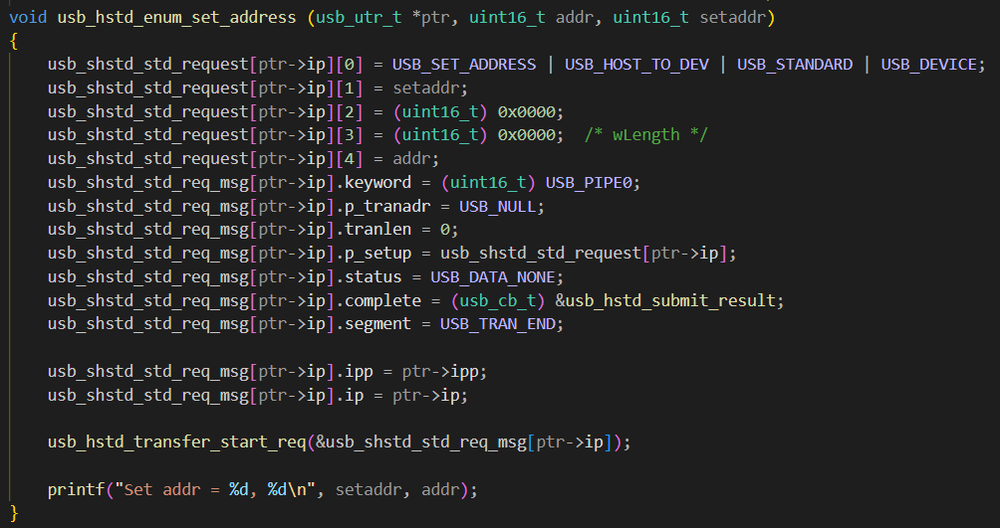 void usb_hstd_enum_set_address (usb_utr_t *ptr, uint16_t addr, uint16_t setaddr)
{
    usb_shstd_std_request[ptr->ip][0] = USB_SET_ADDRESS | USB_HOST_TO_DEV | USB_STANDARD | USB_DEVICE;
    usb_shstd_std_request[ptr->ip][1] = setaddr;
    usb_shstd_std_request[ptr->ip][2] = (uint16_t) 0x0000;
    usb_shstd_std_request[ptr->ip][3] = (uint16_t) 0x0000;  /* wLength */
    usb_shstd_std_request[ptr->ip][4] = addr;
    usb_shstd_std_req_msg[ptr->ip].keyword = (uint16_t) USB_PIPE0;
    usb_shstd_std_req_msg[ptr->ip].p_tranadr = USB_NULL;
    usb_shstd_std_req_msg[ptr->ip].tranlen = 0;
    usb_shstd_std_req_msg[ptr->ip].p_setup = usb_shstd_std_request[ptr->ip];
    usb_shstd_std_req_msg[ptr->ip].status = USB_DATA_NONE;
    usb_shstd_std_req_msg[ptr->ip].complete = (usb_cb_t) &usb_hstd_submit_result;
    usb_shstd_std_req_msg[ptr->ip].segment = USB_TRAN_END;

    usb_shstd_std_req_msg[ptr->ip].ipp = ptr->ipp;
    usb_shstd_std_req_msg[ptr->ip].ip = ptr->ip;

    usb_hstd_transfer_start_req(&usb_shstd_std_req_msg[ptr->ip]);

    printf("Set addr = %d, %d\n", setaddr, addr);
}